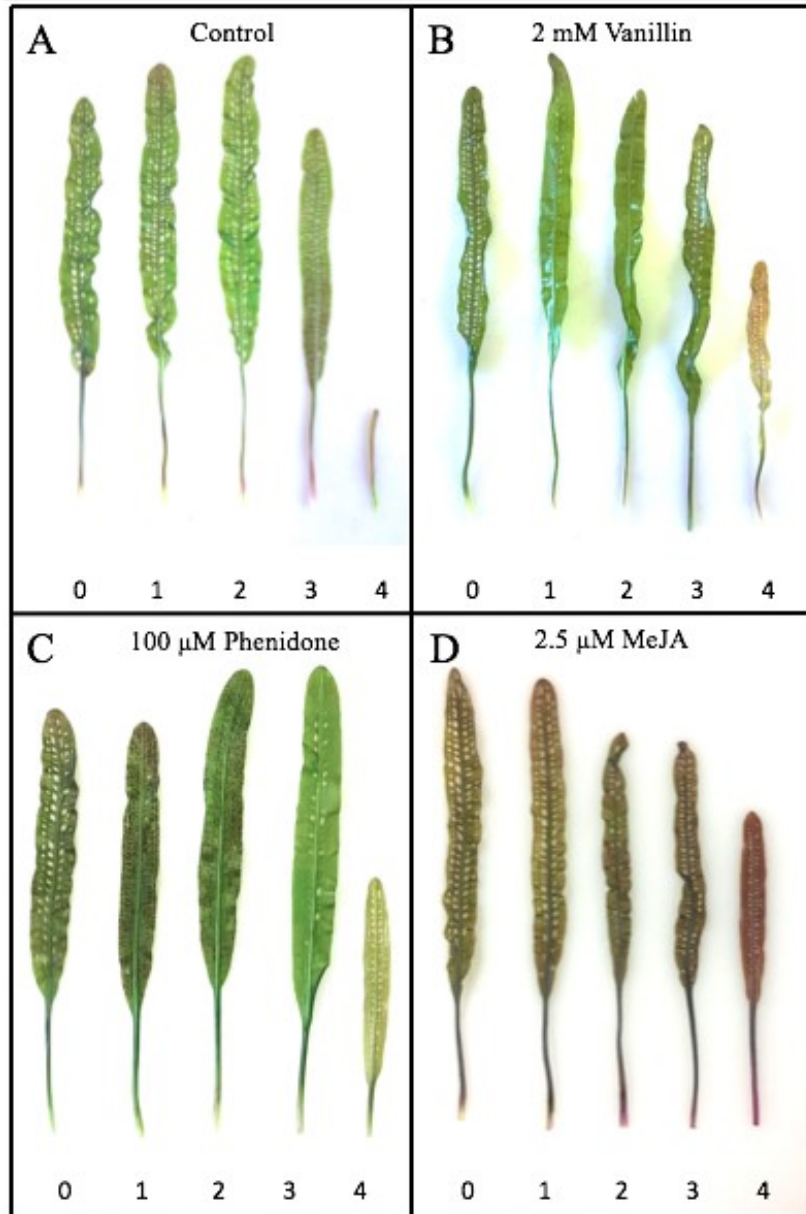 A
Control
0 1 2 3 4
B
2 mM Vanillin
0 1 2 3 4
C
100 μM Phenidone
0 1 2 3 4
D
2.5 μM MeJA
0 1 2 3 4